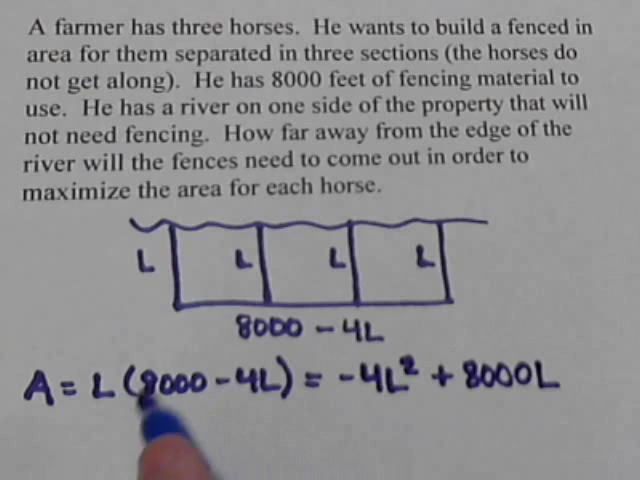 A farmer has three horses. He wants to build a fenced in
area for them separated in three sections (the horses do
not get along). He has 8000 feet of fencing material to
use. He has a river on one side of the property that will
not need fencing. How far away from the edge of the
river will the fences need to come out in order to
maximize the area for each horse.
L L L L
8000 - 4L
A = L (8000 - 4L) = -4L² + 8000L